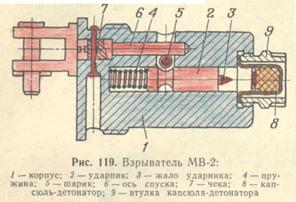 7 6 4 5 2 3 9
8
1
Рис. 119. Взрыватель МВ-2:
1 — корпус; 2 — ударник; 3 — жало ударника; 4 — пру-
жина; 5 — шарик; 6 — ось спуска; 7 — чека; 8 — кап-
сюль-детонатор; 9 — втулка капсюля-детонатора